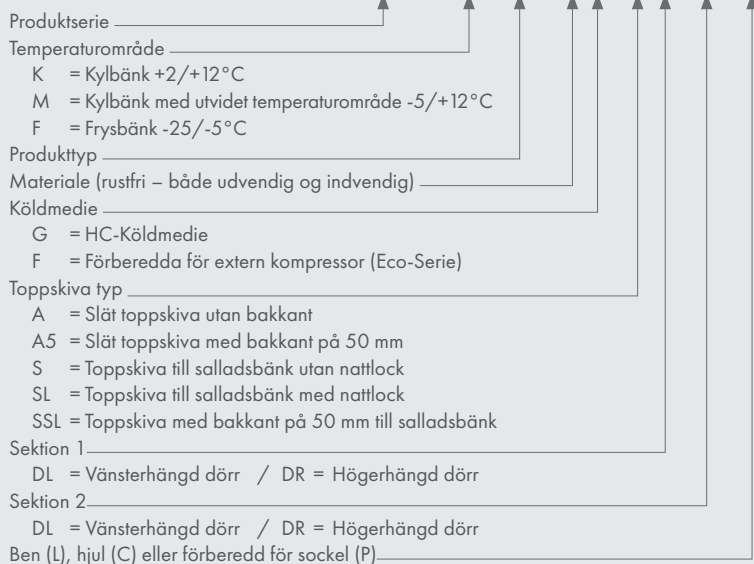 Produktserie
Temperaturområde
K = Kylbänk +2/+12°C
M = Kylbänk med utvidet temperaturområde -5/+12°C
F = Frysbänk -25/-5°C
Produkttyp
Materiale (rustfri – både udvendig og indvendig)
Köldmedie
G = HC-Köldmedie
F = Förberedda för extern kompressor (Eco-Serie)
Toppskiva typ
A = Slät toppskiva utan bakkant
A5 = Slät toppskiva med bakkant på 50 mm
S = Toppskiva till salladsbänk utan nattlock
SL = Toppskiva till salladsbänk med nattlock
SSL = Toppskiva med bakkant på 50 mm till salladsbänk
Sektion 1
DL = Vänsterhängd dörr / DR = Högerhängd dörr
Sektion 2
DL = Vänsterhängd dörr / DR = Högerhängd dörr
Ben (L), hjul (C) eller förberedd för sockel (P)